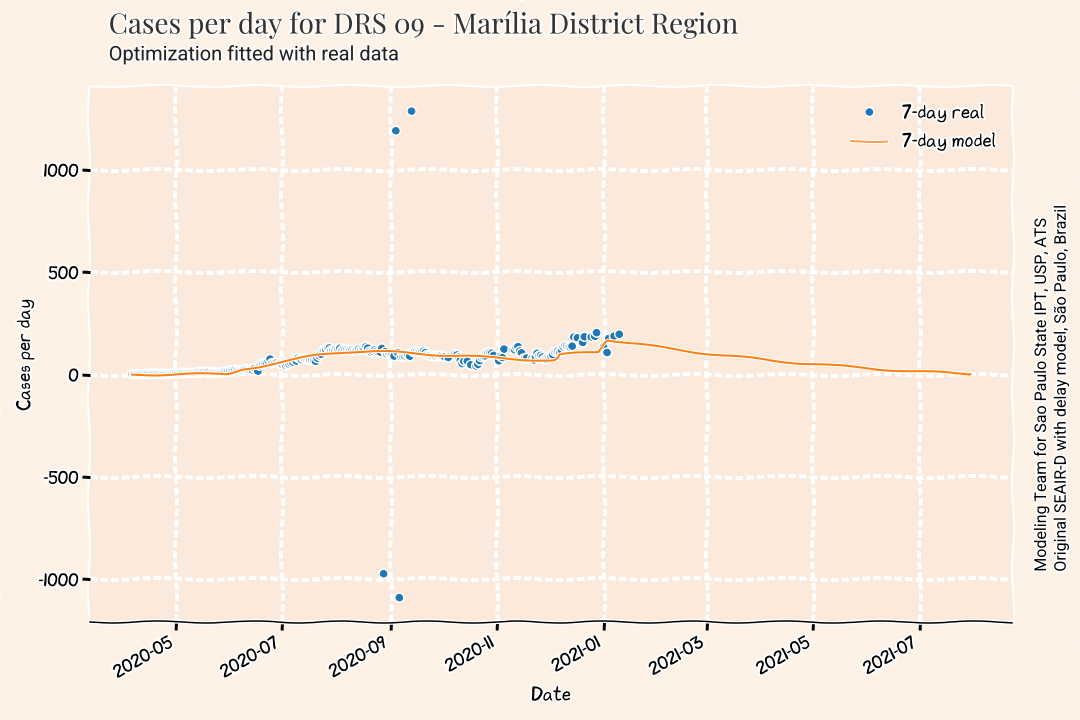 Cases per day for DRS 09 - Marília District Region
Optimization fitted with real data
7-day real
7-day model
1000
500
0
-500
-1000
Cases per day
2020-05
2020-07
2020-09
2020-11
2021-01
2021-03
2021-05
2021-07
Date
Modeling Team for Sao Paulo State IPT, USP, ATS
Original SEAIR-D with delay model, São Paulo, Brazil